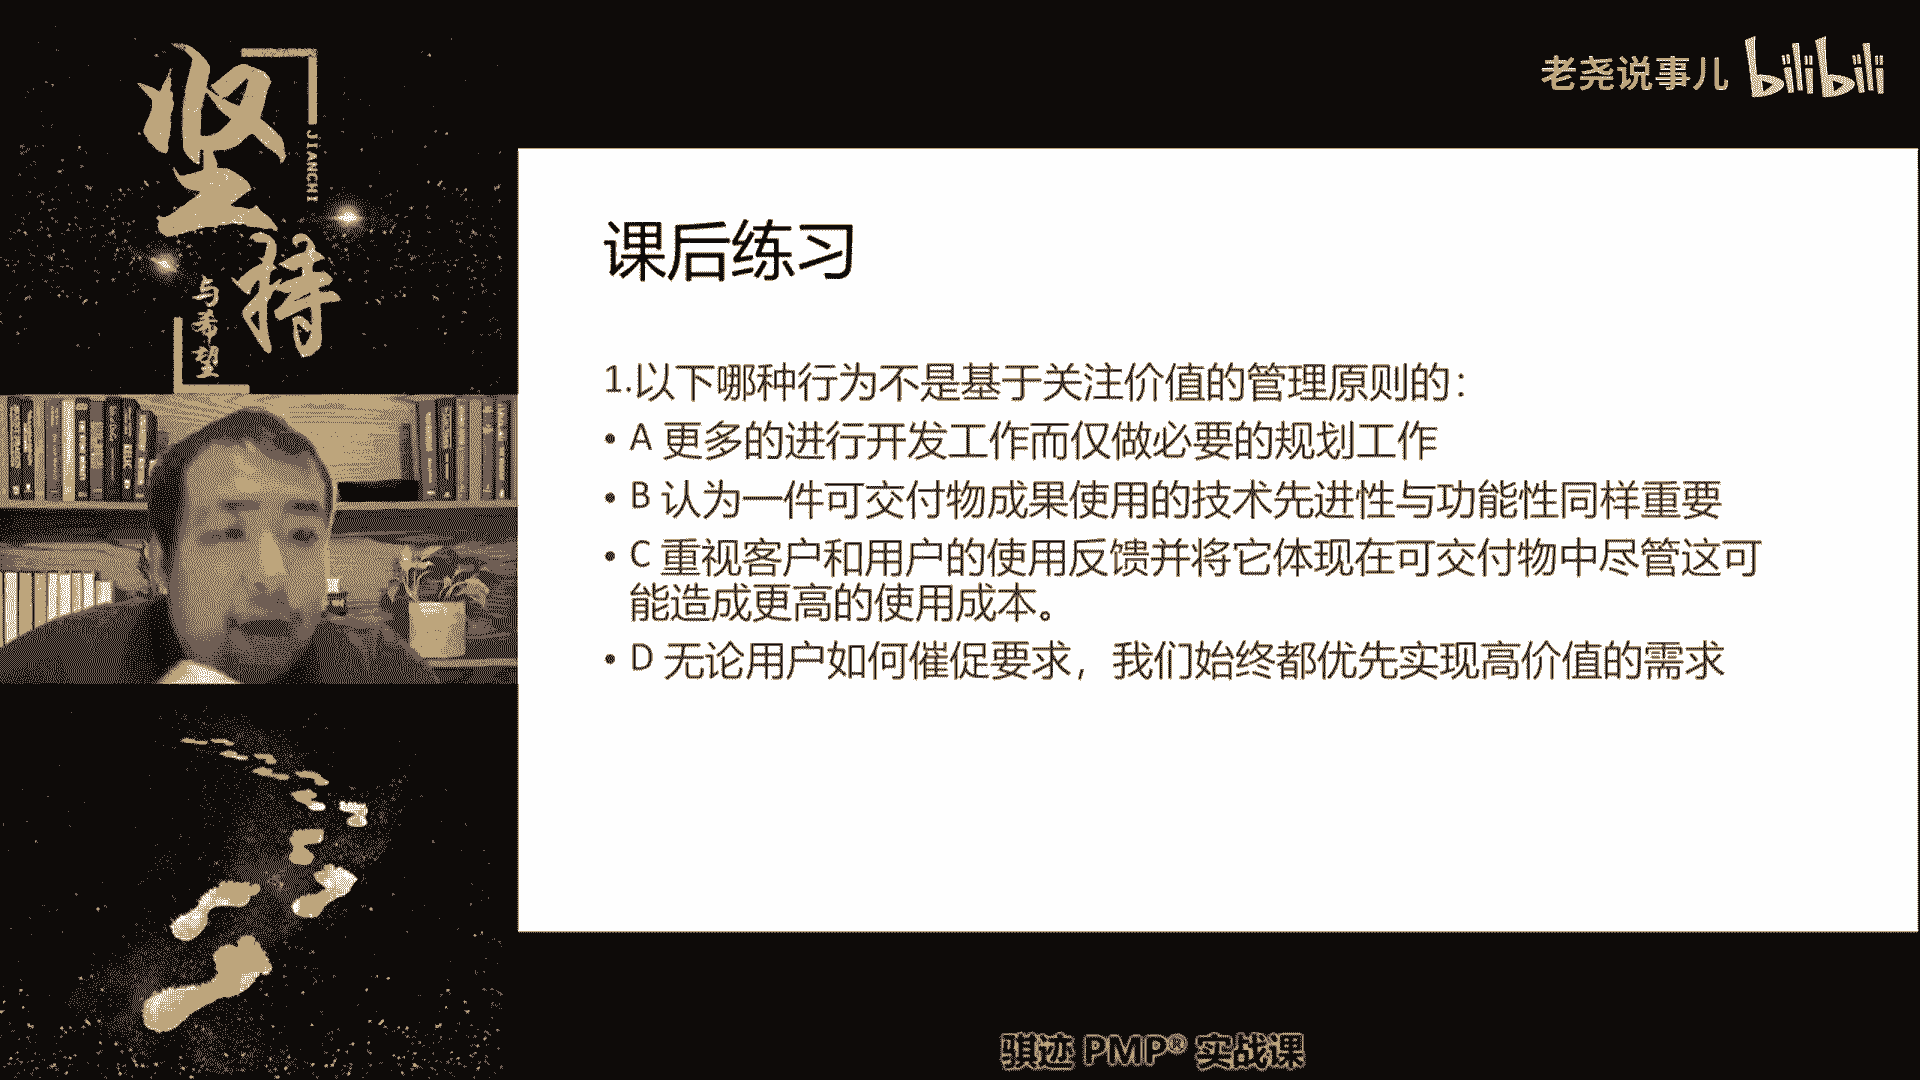 坚持
JIANCHI
与希望
老尧说事儿 bilibili
课后练习
1.以下哪种行为不是基于关注价值的管理原则的：
• A 更多的进行开发工作而仅做必要的规划工作
• B 认为一件可交付物成果使用的技术先进性与功能性同样重要
• C 重视客户和用户的使用反馈并将它体现在可交付物中尽管这可
能造成更高的使用成本。
• D 无论用户如何催促要求，我们始终都优先实现高价值的需求
骐迹 PMP® 实战课